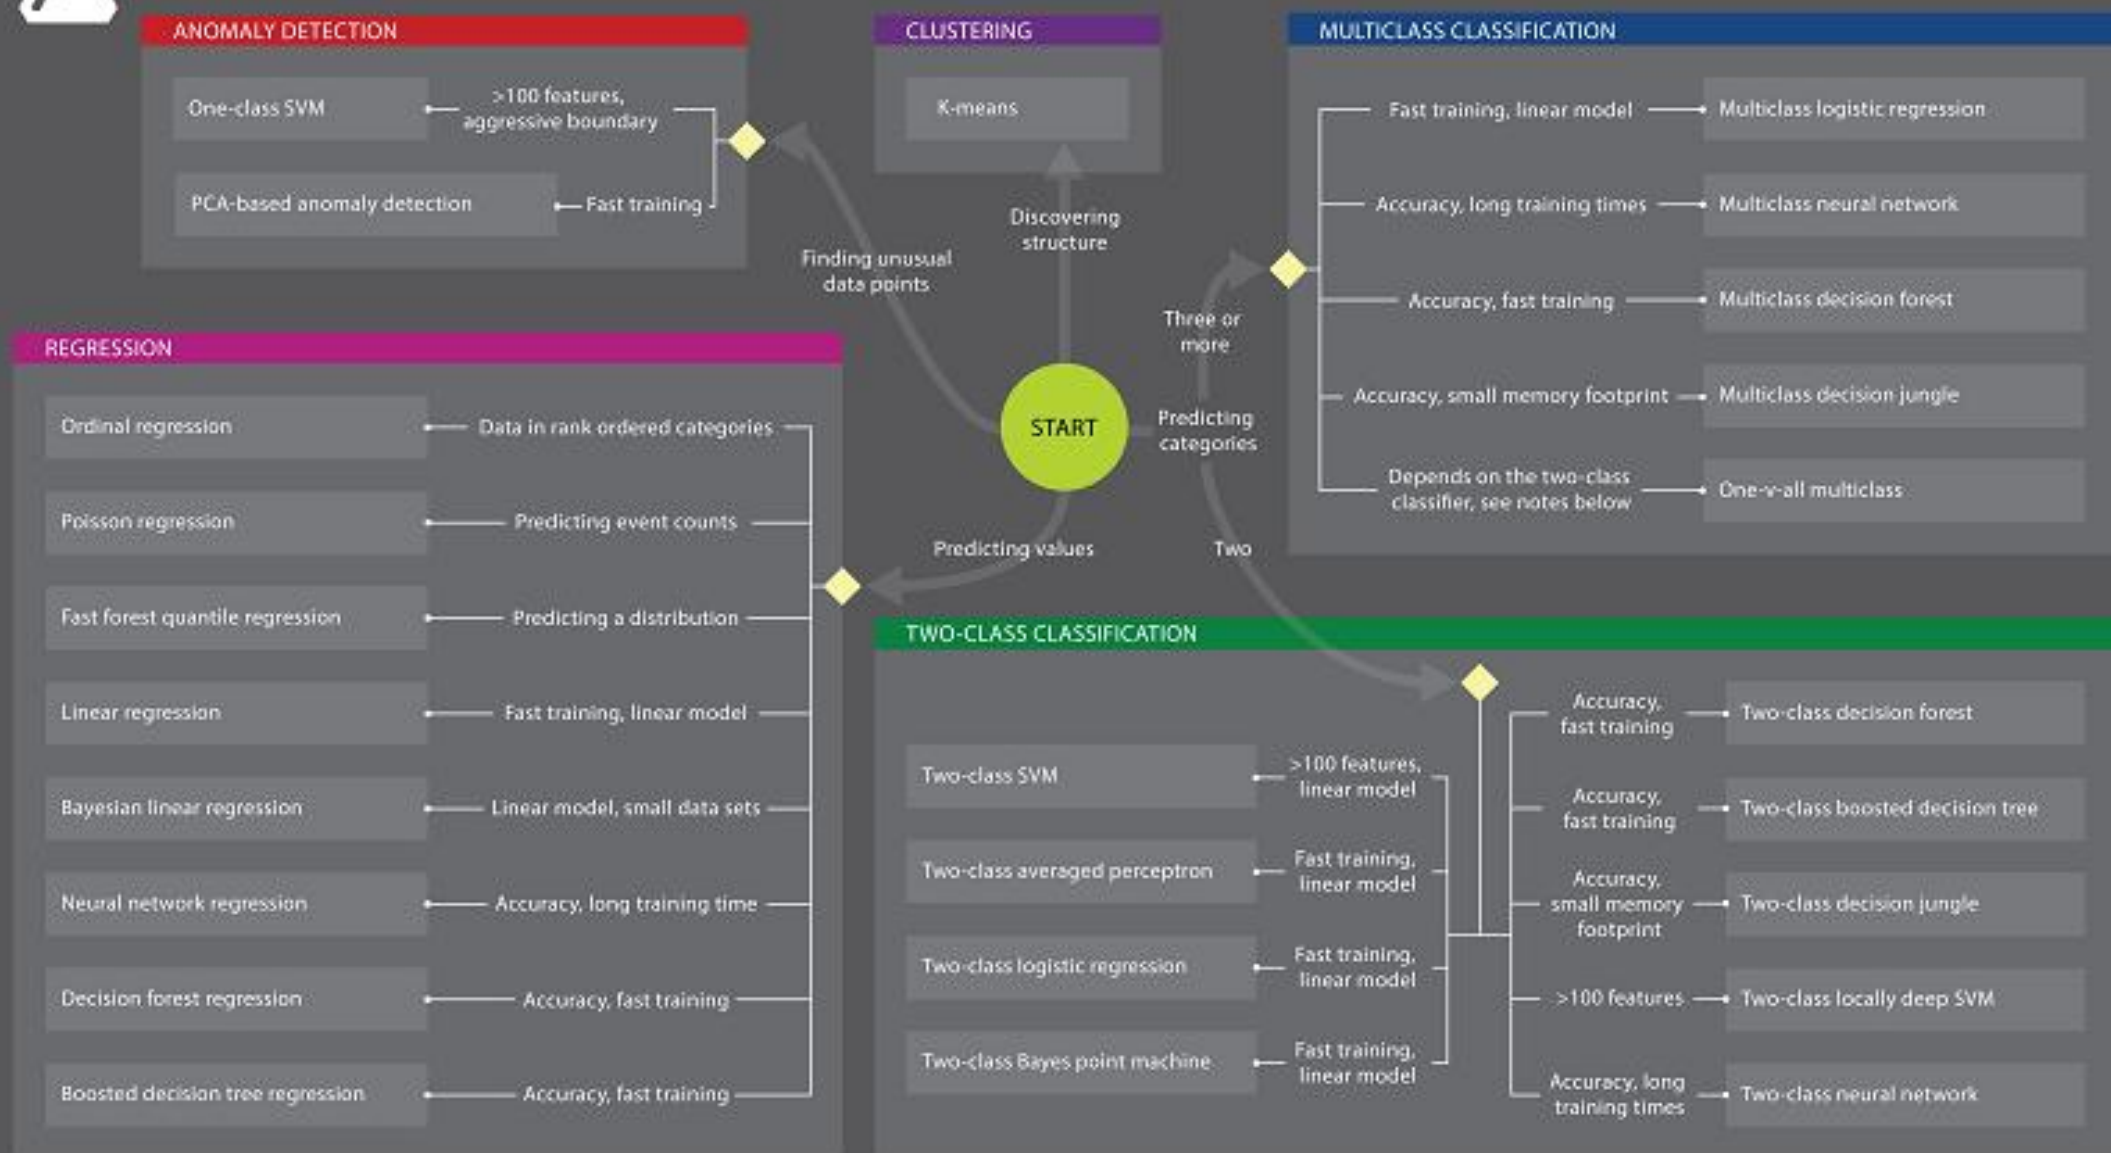 ANOMALY DETECTION
One-class SVM
>100 features,
aggressive boundary
PCA-based anomaly detection
Fast training
CLUSTERING
K-means
MULTICLASS CLASSIFICATION
Fast training, linear model
Multiclass logistic regression
Accuracy, long training times
Multiclass neural network
Accuracy, fast training
Multiclass decision forest
Accuracy, small memory footprint
Multiclass decision jungle
Depends on the two-class
classifier, see notes below
One-v-all multiclass
Finding unusual
data points
Discovering
structure
Three or
more
START
Predicting
categories
Predicting values
Two
REGRESSION
Ordinal regression
Data in rank ordered categories
Poisson regression
Predicting event counts
Fast forest quantile regression
Predicting a distribution
Linear regression
Fast training, linear model
Bayesian linear regression
Linear model, small data sets
Neural network regression
Accuracy, long training time
Decision forest regression
Accuracy, fast training
Boosted decision tree regression
Accuracy, fast training
TWO-CLASS CLASSIFICATION
Two-class SVM
>100 features,
linear model
Two-class averaged perceptron
Fast training,
linear model
Two-class logistic regression
Fast training,
linear model
Two-class Bayes point machine
Fast training,
linear model
Accuracy,
fast training
Two-class decision forest
Accuracy,
fast training
Two-class boosted decision tree
Accuracy,
small memory
footprint
Two-class decision jungle
>100 features
Two-class locally deep SVM
Accuracy, long
training times
Two-class neural network